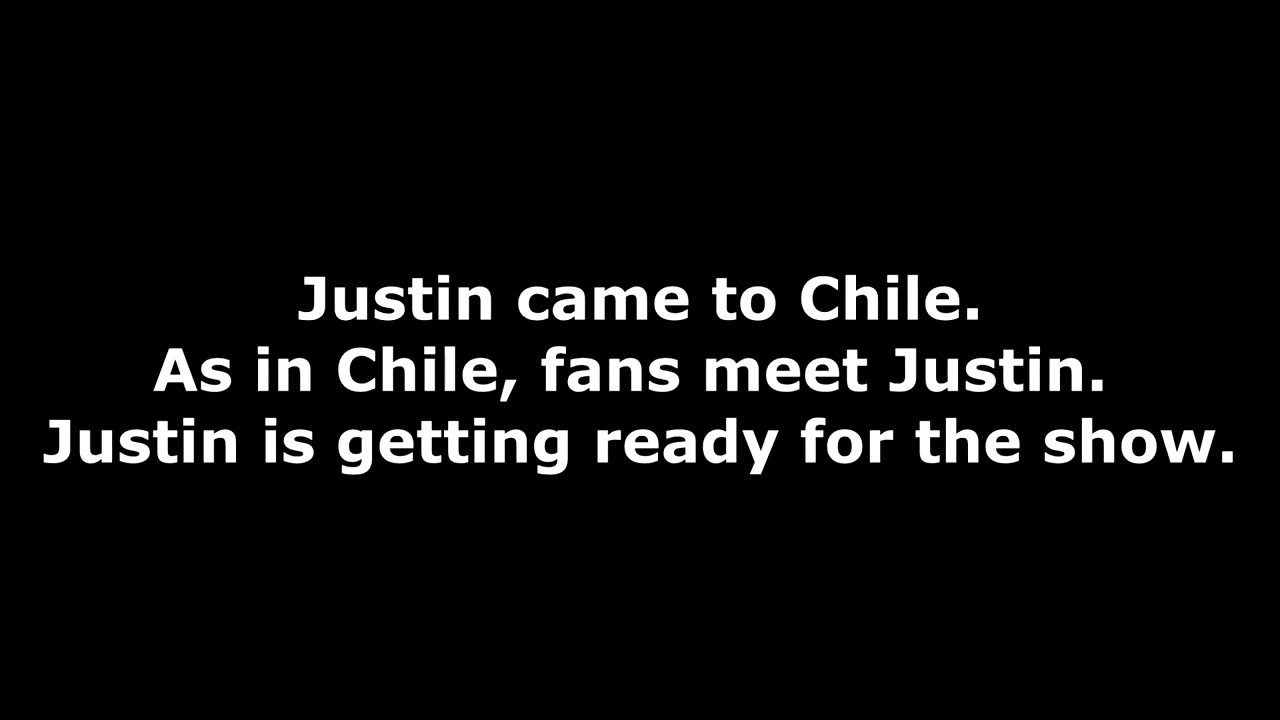 Justin came to Chile.
As in Chile, fans meet Justin.
Justin is getting ready for the show.